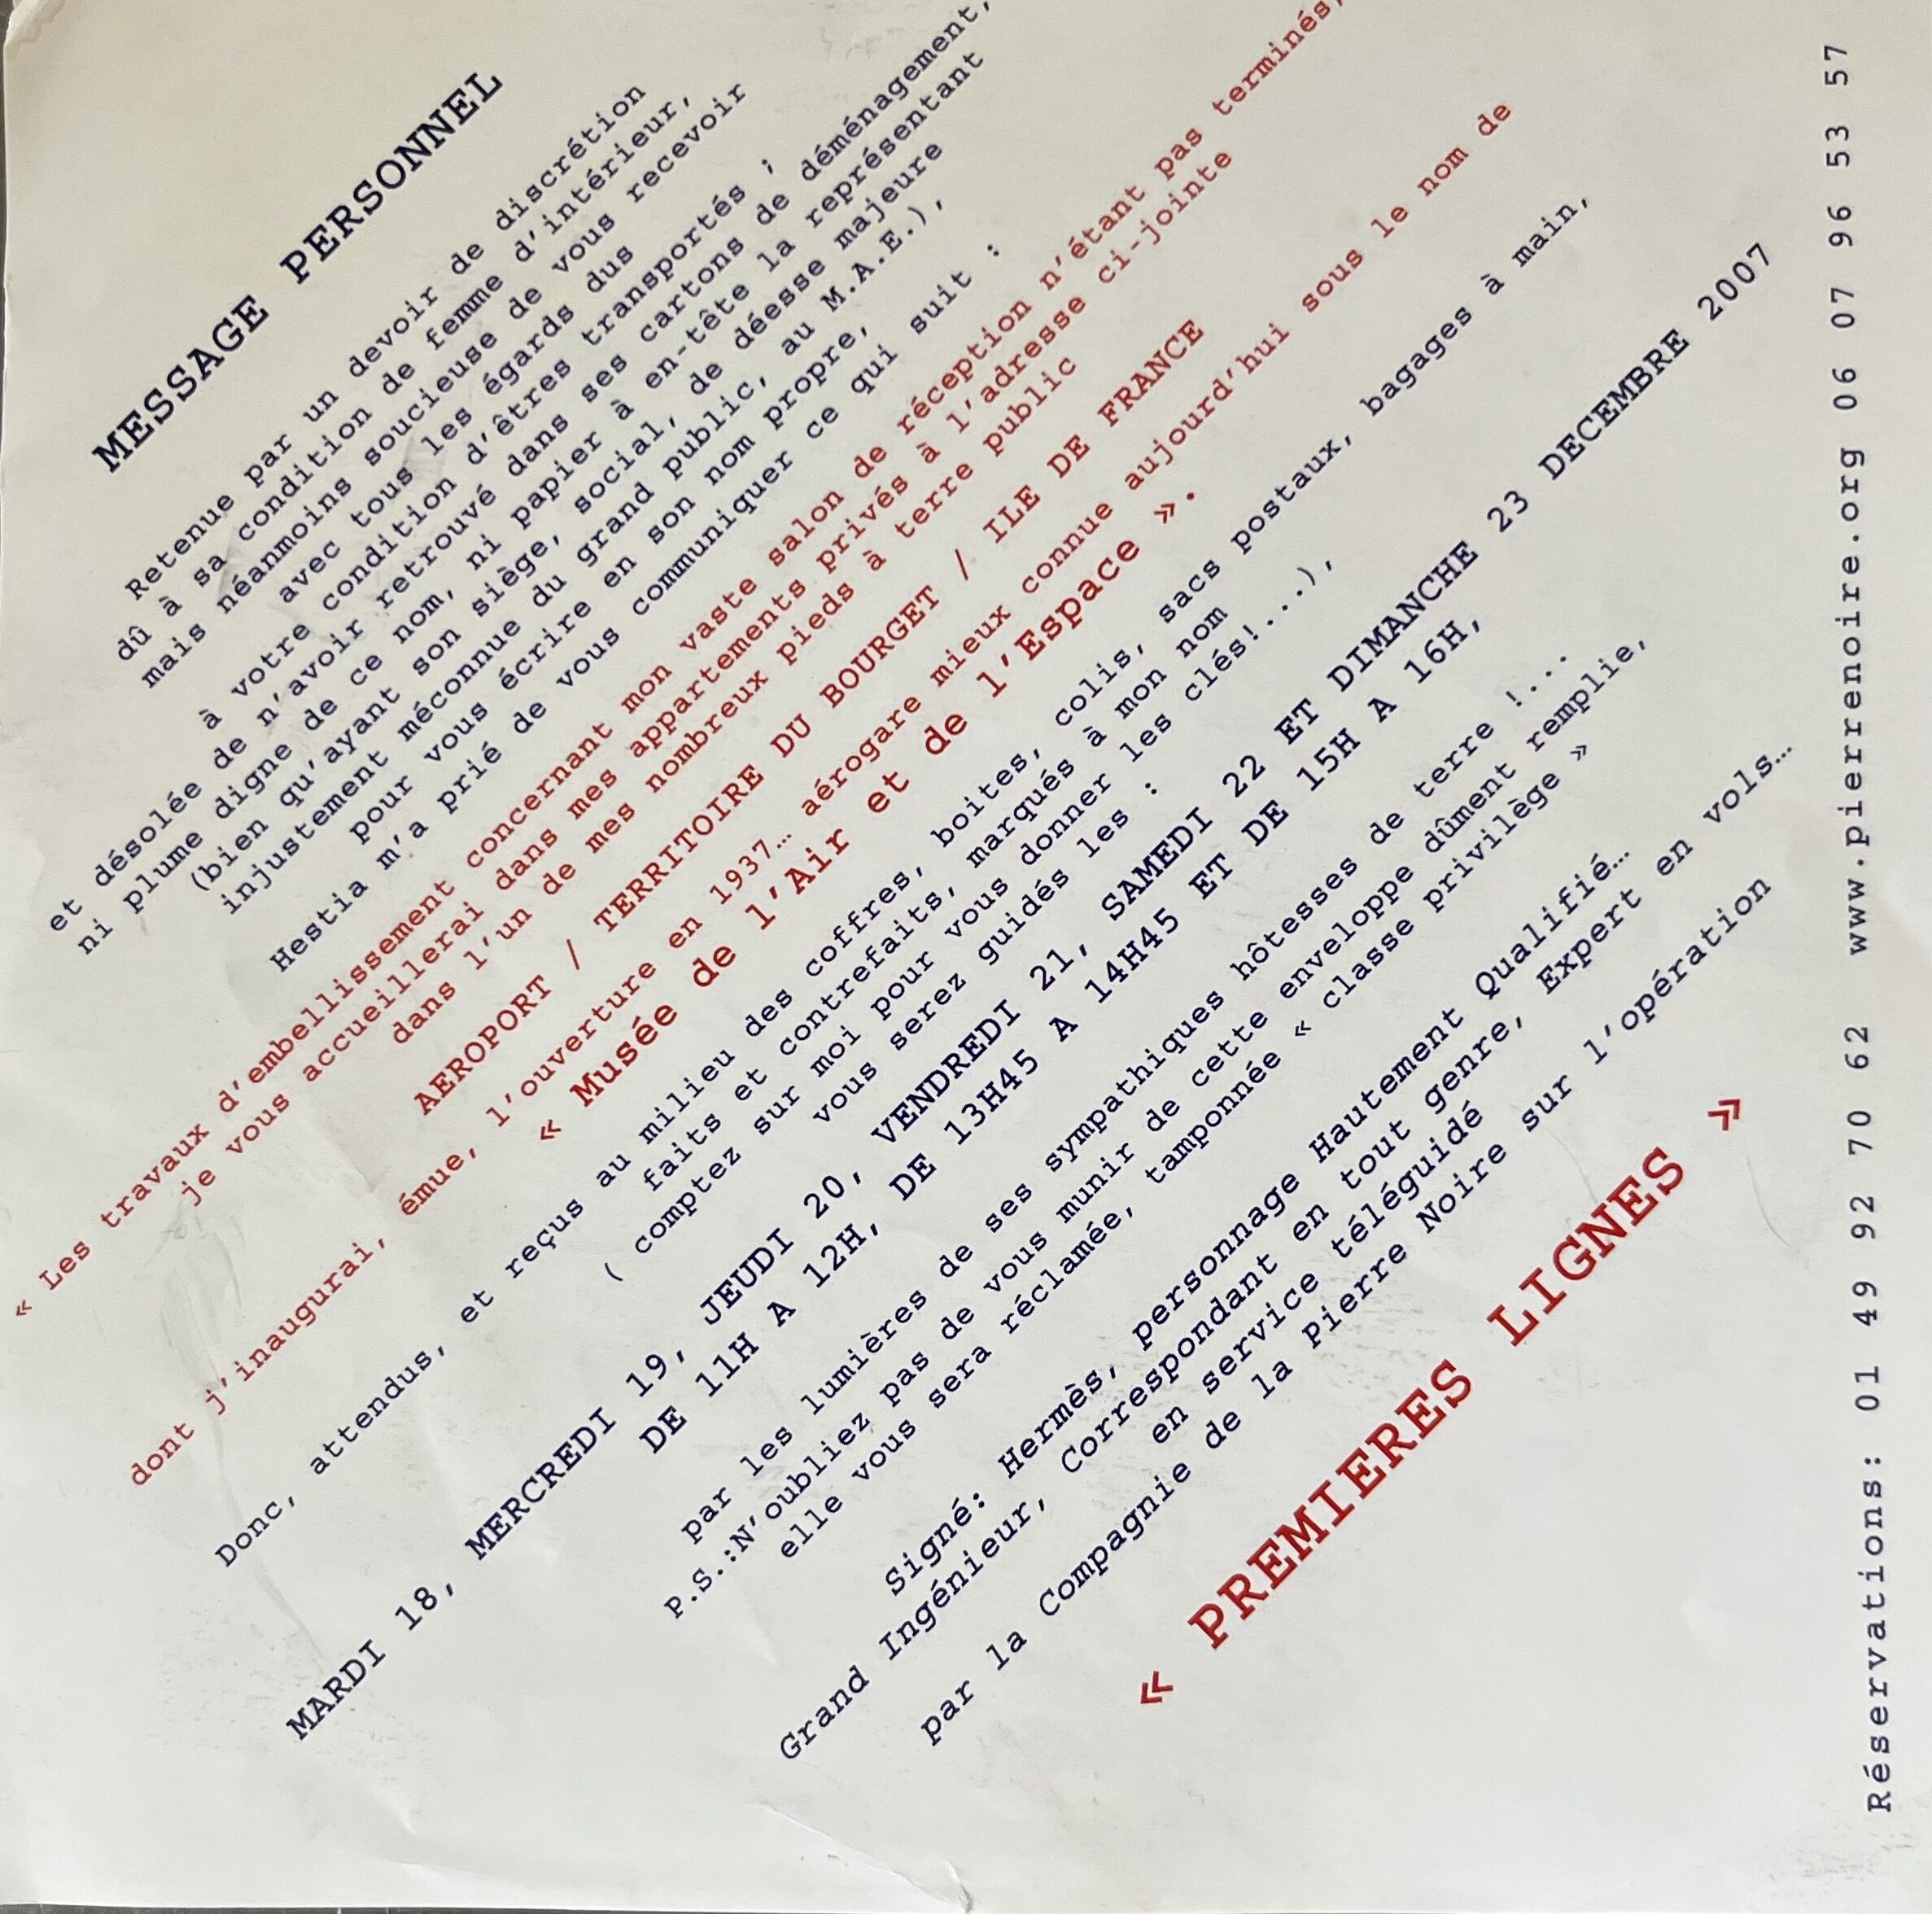 MESSAGE PERSONNEL
Retenue par un devoir de discrétion
dû à sa condition de femme d'intérieur,
mais néanmoins soucieuse de vous recevoir
avec tous les égards dus
à votre condition d'êtres transportés ;
et désolée de n'avoir retrouvé dans ses cartons de déménagement,
ni plume digne de ce nom, ni papier à en-tête la représentant
(bien qu'ayant son siège, social, de déesse majeure
injustement méconnue du grand public, au M.A.E.),
pour vous écrire en son nom propre,
Hestia m'a prié de vous communiquer ce qui suit :
« Les travaux d'embellissement concernant mon vaste salon de réception n'étant pas terminés,
je vous accueillerai dans mes appartements privés à l'adresse ci-jointe
dans l'un de mes nombreux pieds à terre public
AEROPORT / TERRITOIRE DU BOURGET / ILE DE FRANCE
dont j'inaugurai, émue, l'ouverture en 1937… aérogare mieux connue aujourd'hui sous le nom de
« Musée de l'Air et de l'Espace ».
Donc, attendus, et reçus au milieu des coffres, boites, colis, sacs postaux, bagages à main,
faits et contrefaits, marqués à mon nom
( comptez sur moi pour vous donner les clés!...),
vous serez guidés les :
MARDI 18, MERCREDI 19, JEUDI 20, VENDREDI 21, SAMEDI 22 ET DIMANCHE 23 DECEMBRE 2007
DE 11H A 12H, DE 13H45 A 14H45 ET DE 15H A 16H,
par les lumières de ses sympathiques hôtesses de terre !...
P.S.:N'oubliez pas de vous munir de cette enveloppe dûment remplie,
elle vous sera réclamée, tamponnée « classe privilège »
Signé: Hermès, personnage Hautement Qualifié…
Grand Ingénieur, Correspondant en tout genre, Expert en vols…
en service téléguidé
par la Compagnie de la Pierre Noire sur l'opération
« PREMIERES LIGNES »
Réservations: 01 49 92 70 62 www.pierrenoire.org 06 07 96 53 57